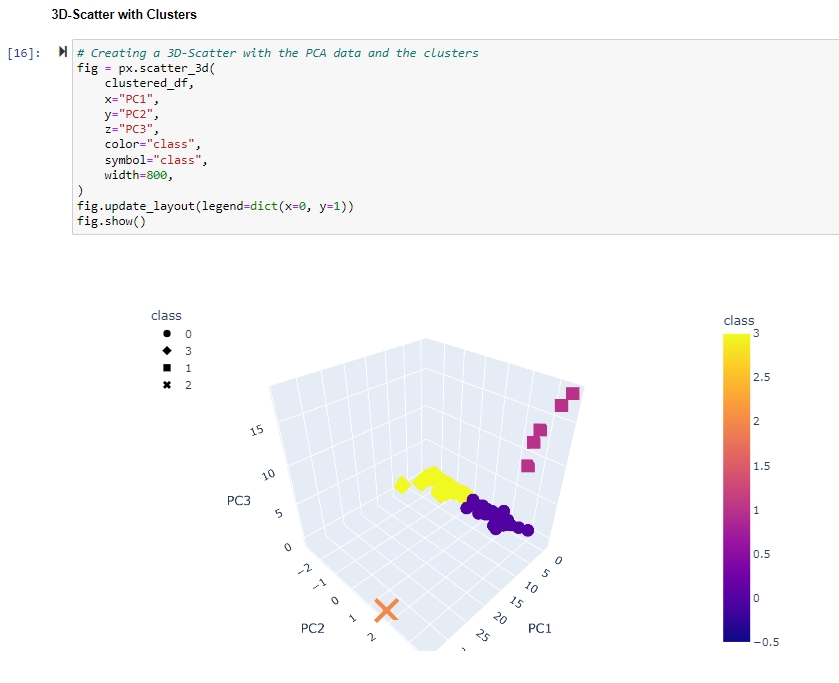 3D-Scatter with Clusters
[16]:
# Creating a 3D-Scatter with the PCA data and the clusters
fig = px.scatter_3d(
    clustered_df,
    x="PC1",
    y="PC2",
    z="PC3",
    color="class",
    symbol="class",
    width=800,
)
fig.update_layout(legend=dict(x=0, y=1))
fig.show()
class
0
3
1
2
class
3
2.5
2
1.5
1
0.5
0
−0.5
15
10
5
0
PC3
−2
−1
0
1
2
PC2
0
5
10
15
20
25
PC1